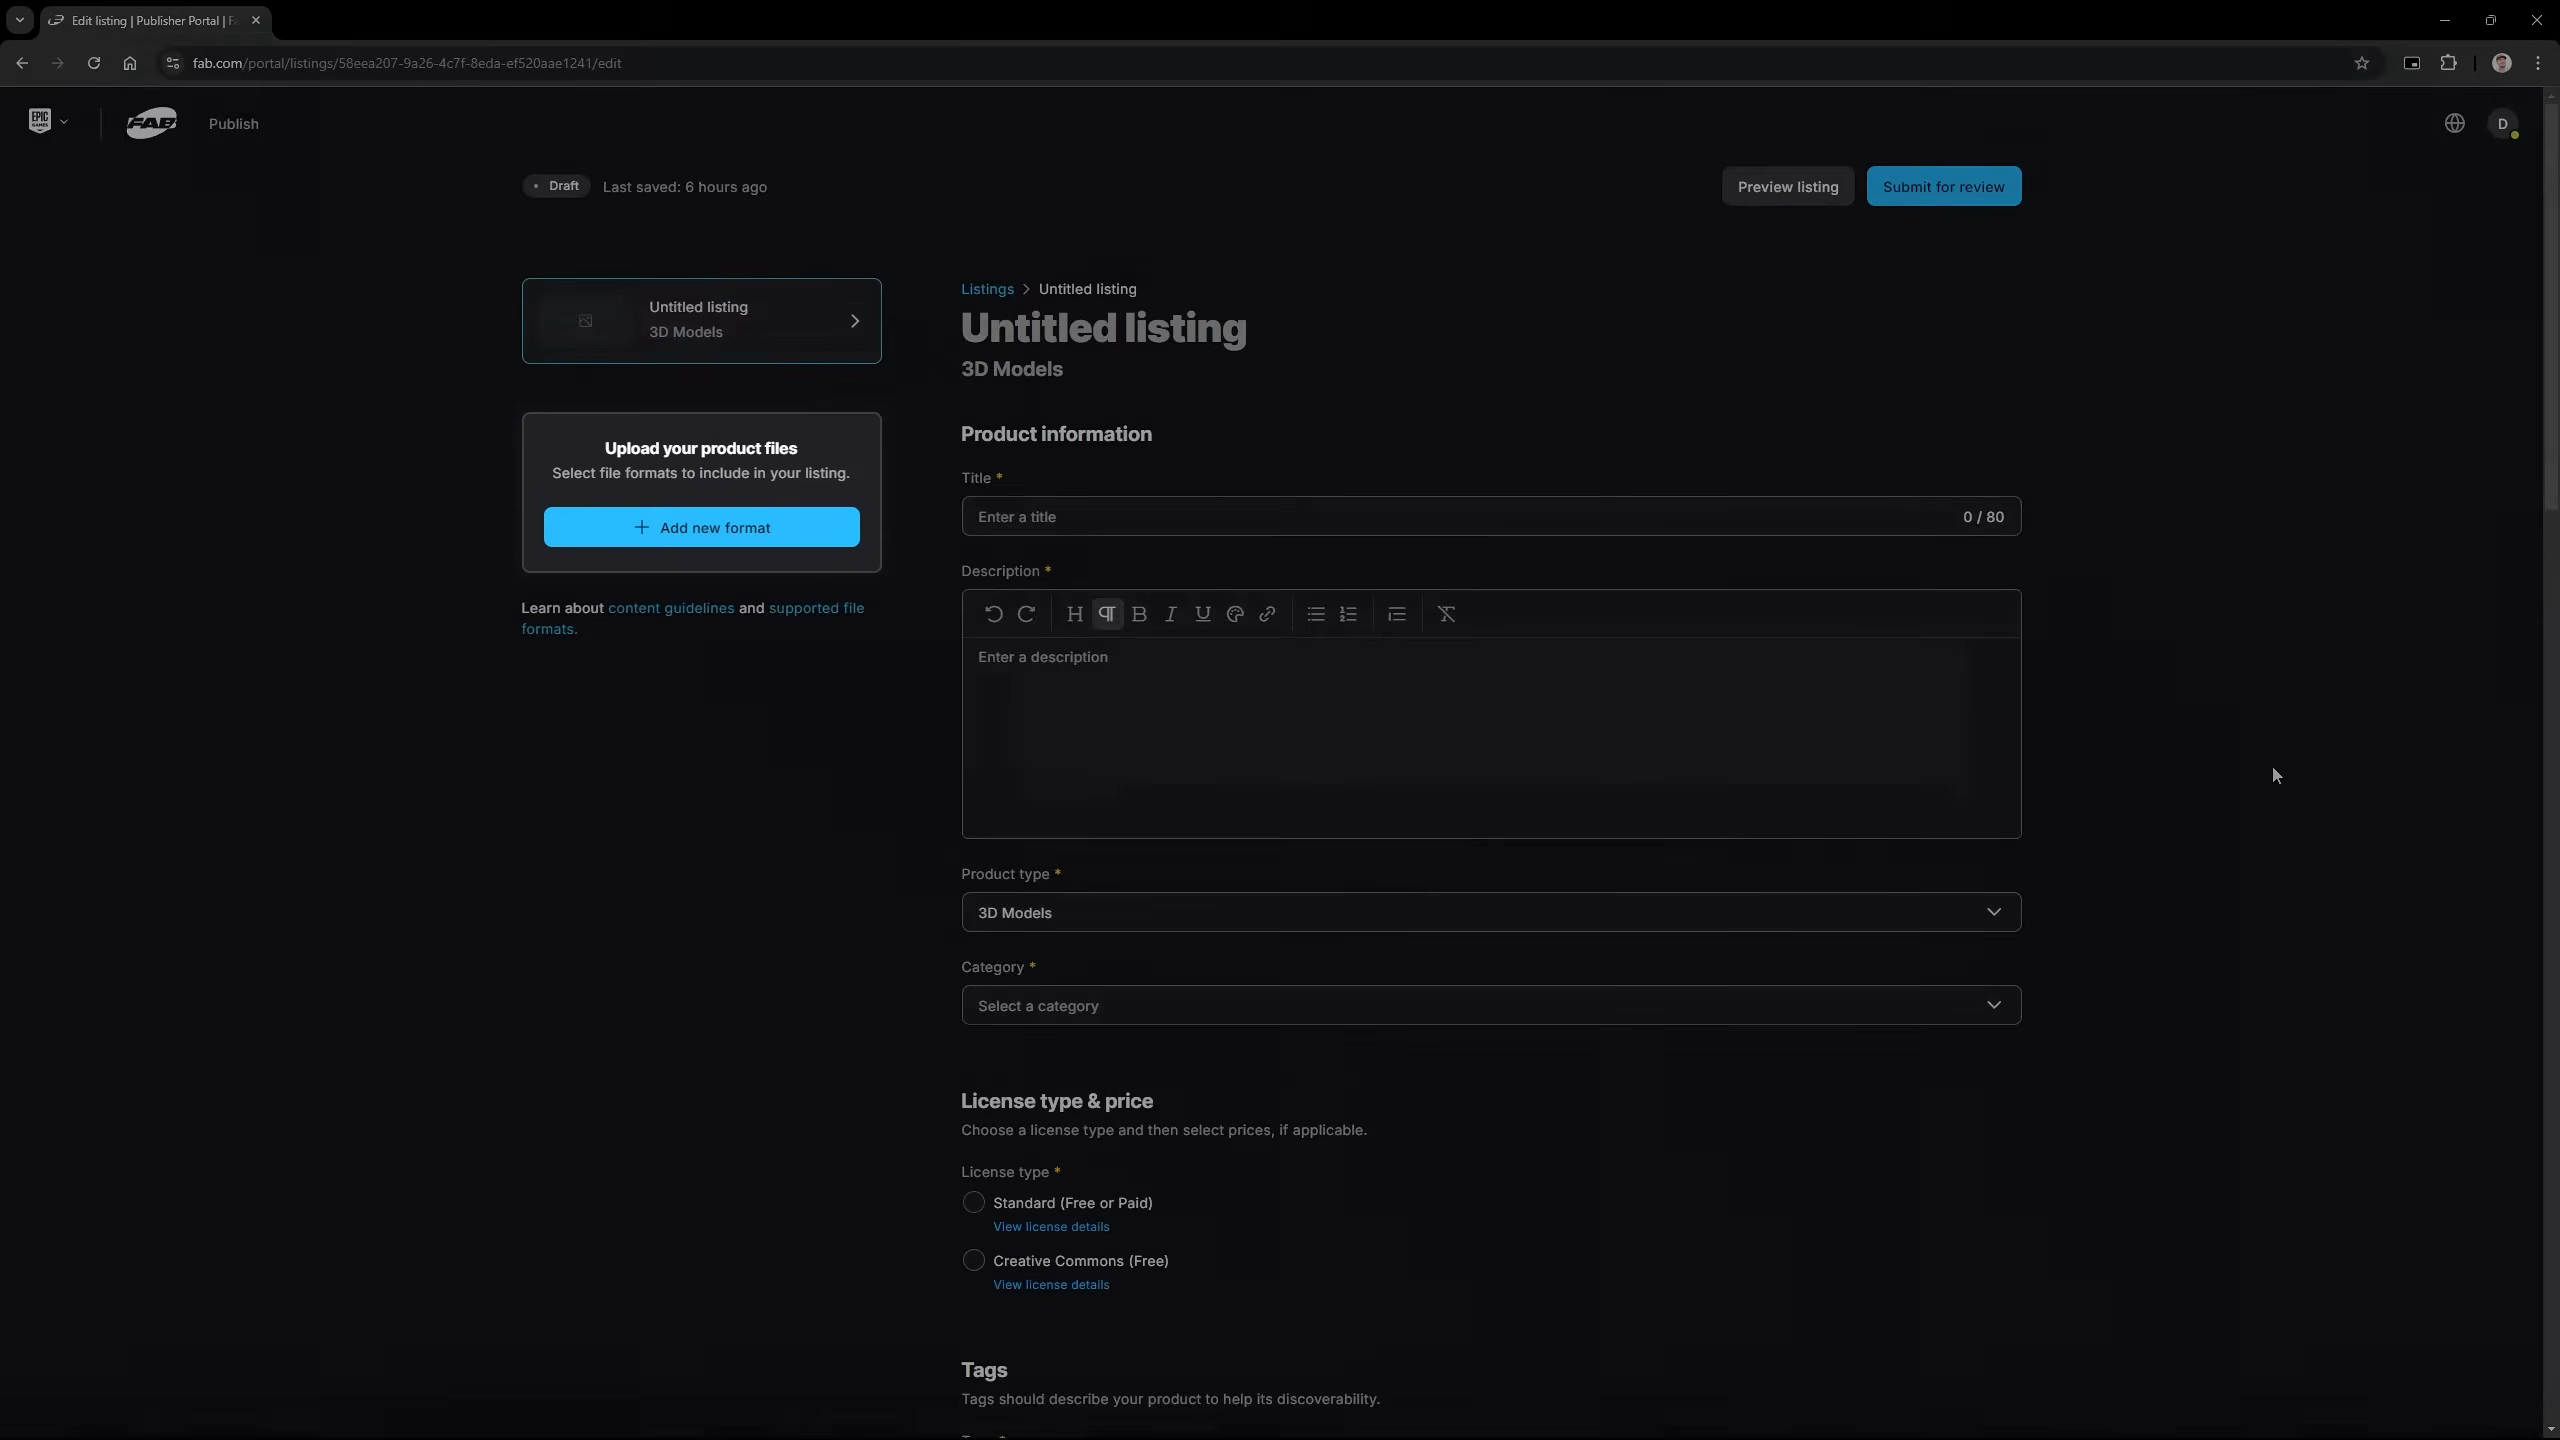 Edit listing | Publisher Portal |
fab.com/portal/listings/58eea207-9a26-4c7f-8eda-ef520aae1241/edit
EPIC GAMES
FAB
Publish
D
Draft
Last saved: 6 hours ago
Preview listing
Submit for review
Untitled listing
3D Models
Upload your product files
Select file formats to include in your listing.
Add new format
Learn about content guidelines and supported file
formats.
Listings > Untitled listing
Untitled listing
3D Models
Product information
Title *
Enter a title
0 / 80
Description *
Enter a description
Product type *
3D Models
Category *
Select a category
License type & price
Choose a license type and then select prices, if applicable.
License type *
Standard (Free or Paid)
View license details
Creative Commons (Free)
View license details
Tags
Tags should describe your product to help its discoverability.